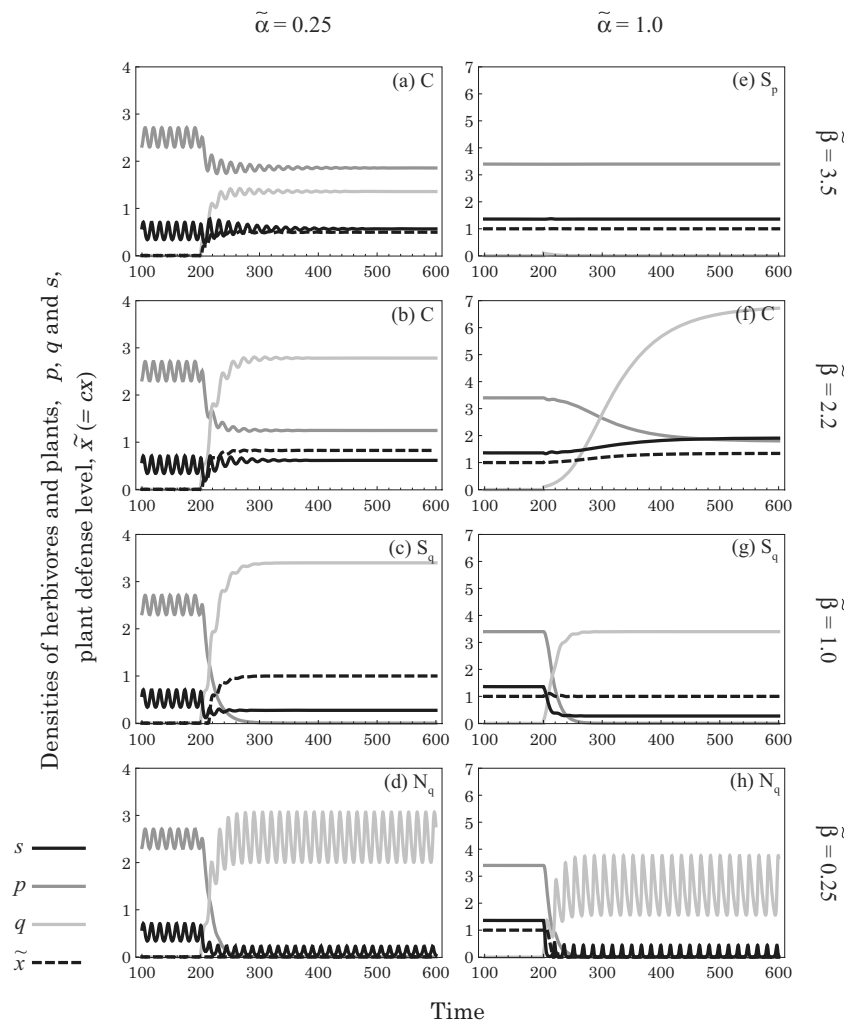 α̃ = 0.25
α̃ = 1.0
Densities of herbivores and plants, p, q and s,
plant defense level, x̃ (= cx)
(a) C
4
3
2
1
0
100 200 300 400 500 600
(e) S_p
7
6
5
4
3
2
1
0
100 200 300 400 500 600
β̃ = 3.5
(b) C
4
3
2
1
0
100 200 300 400 500 600
(f) C
7
6
5
4
3
2
1
0
100 200 300 400 500 600
β̃ = 2.2
(c) S_q
4
3
2
1
0
100 200 300 400 500 600
(g) S_q
7
6
5
4
3
2
1
0
100 200 300 400 500 600
β̃ = 1.0
(d) N_q
4
3
2
1
0
100 200 300 400 500 600
(h) N_q
7
6
5
4
3
2
1
0
100 200 300 400 500 600
β̃ = 0.25
s
p
q
x̃
Time